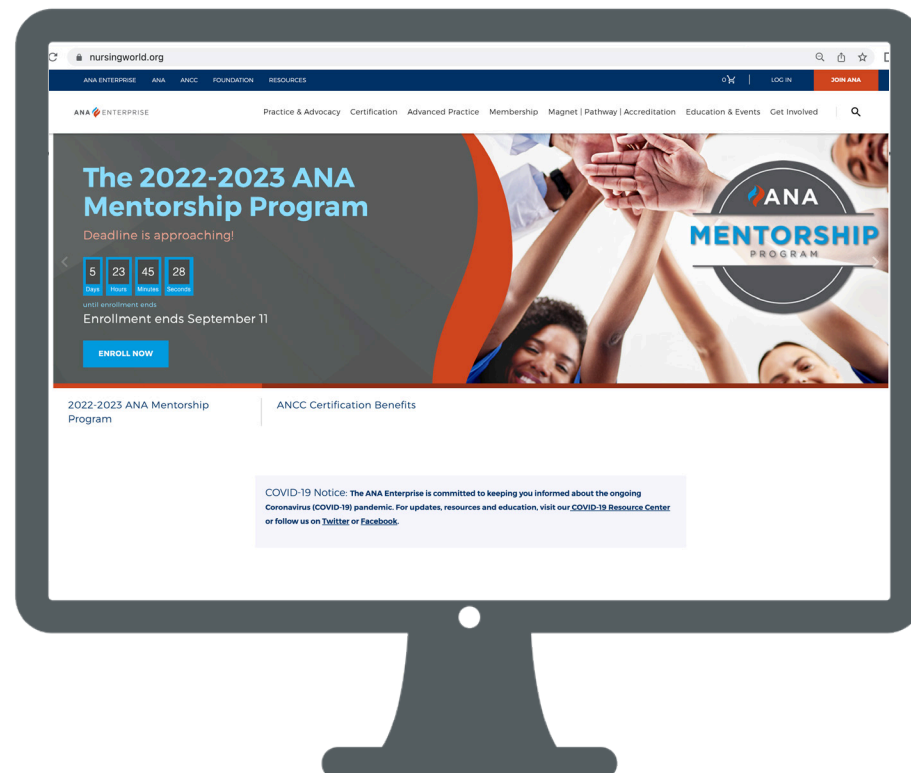 nursingworld.org
ANA ENTERPRISE ANA ANCC FOUNDATION RESOURCES 0 LOG IN JOIN ANA
ANA ENTERPRISE Practice & Advocacy Certification Advanced Practice Membership Magnet | Pathway | Accreditation Education & Events Get Involved
The 2022-2023 ANA
Mentorship Program
Deadline is approaching!
5 23 45 28
Days Hours Minutes Seconds
until enrollment ends
Enrollment ends September 11
ENROLL NOW
ANA
MENTORSHIP
PROGRAM
2022-2023 ANA Mentorship
Program
ANCC Certification Benefits
COVID-19 Notice: The ANA Enterprise is committed to keeping you informed about the ongoing
Coronavirus (COVID-19) pandemic. For updates, resources and education, visit our COVID-19 Resource Center
or follow us on Twitter or Facebook.